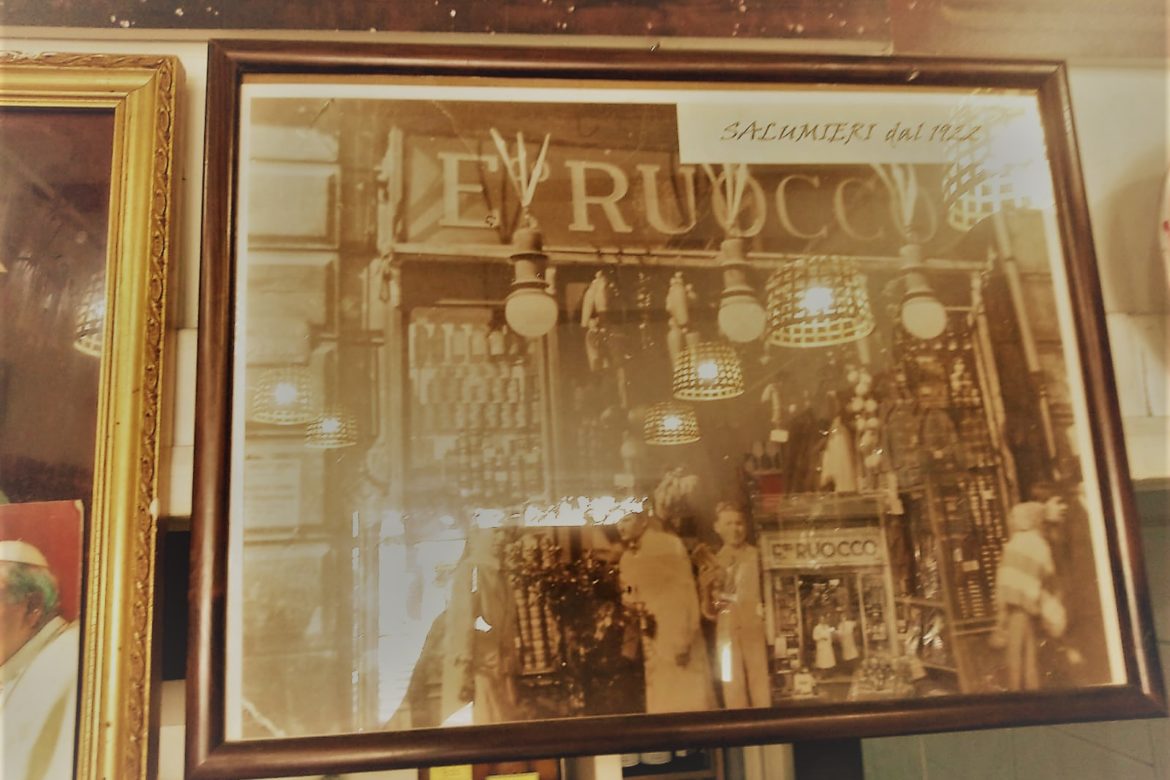 SALUMIERI dal 1922
E.LLI RUOCCO
F.LLI RUOCCO